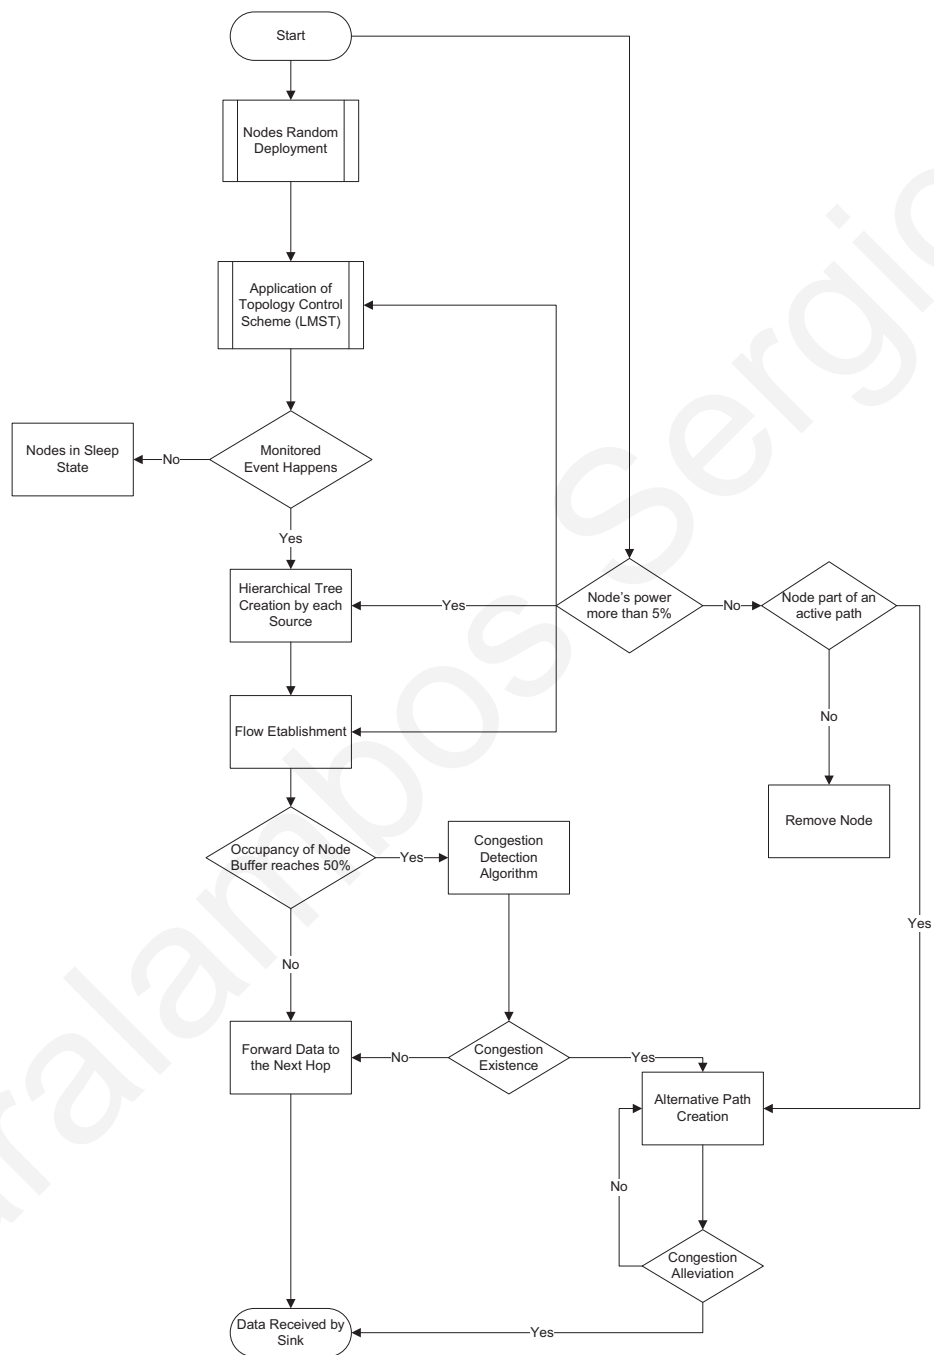 Start
Nodes Random
Deployment
Application of
Topology Control
Scheme (LMST)
Nodes in Sleep
State
No
Monitored
Event Happens
Yes
Hierarchical Tree
Creation by each
Source
Yes
Node's power
more than 5%
No
Node part of an
active path
Flow Etablishment
No
Remove Node
Occupancy of Node
Buffer reaches 50%
Yes
Congestion
Detection
Algorithm
Yes
No
Forward Data to
the Next Hop
No
Congestion
Existence
Yes
Alternative Path
Creation
No
Congestion
Alleviation
Data Received by
Sink
Yes
aralambos Sergio